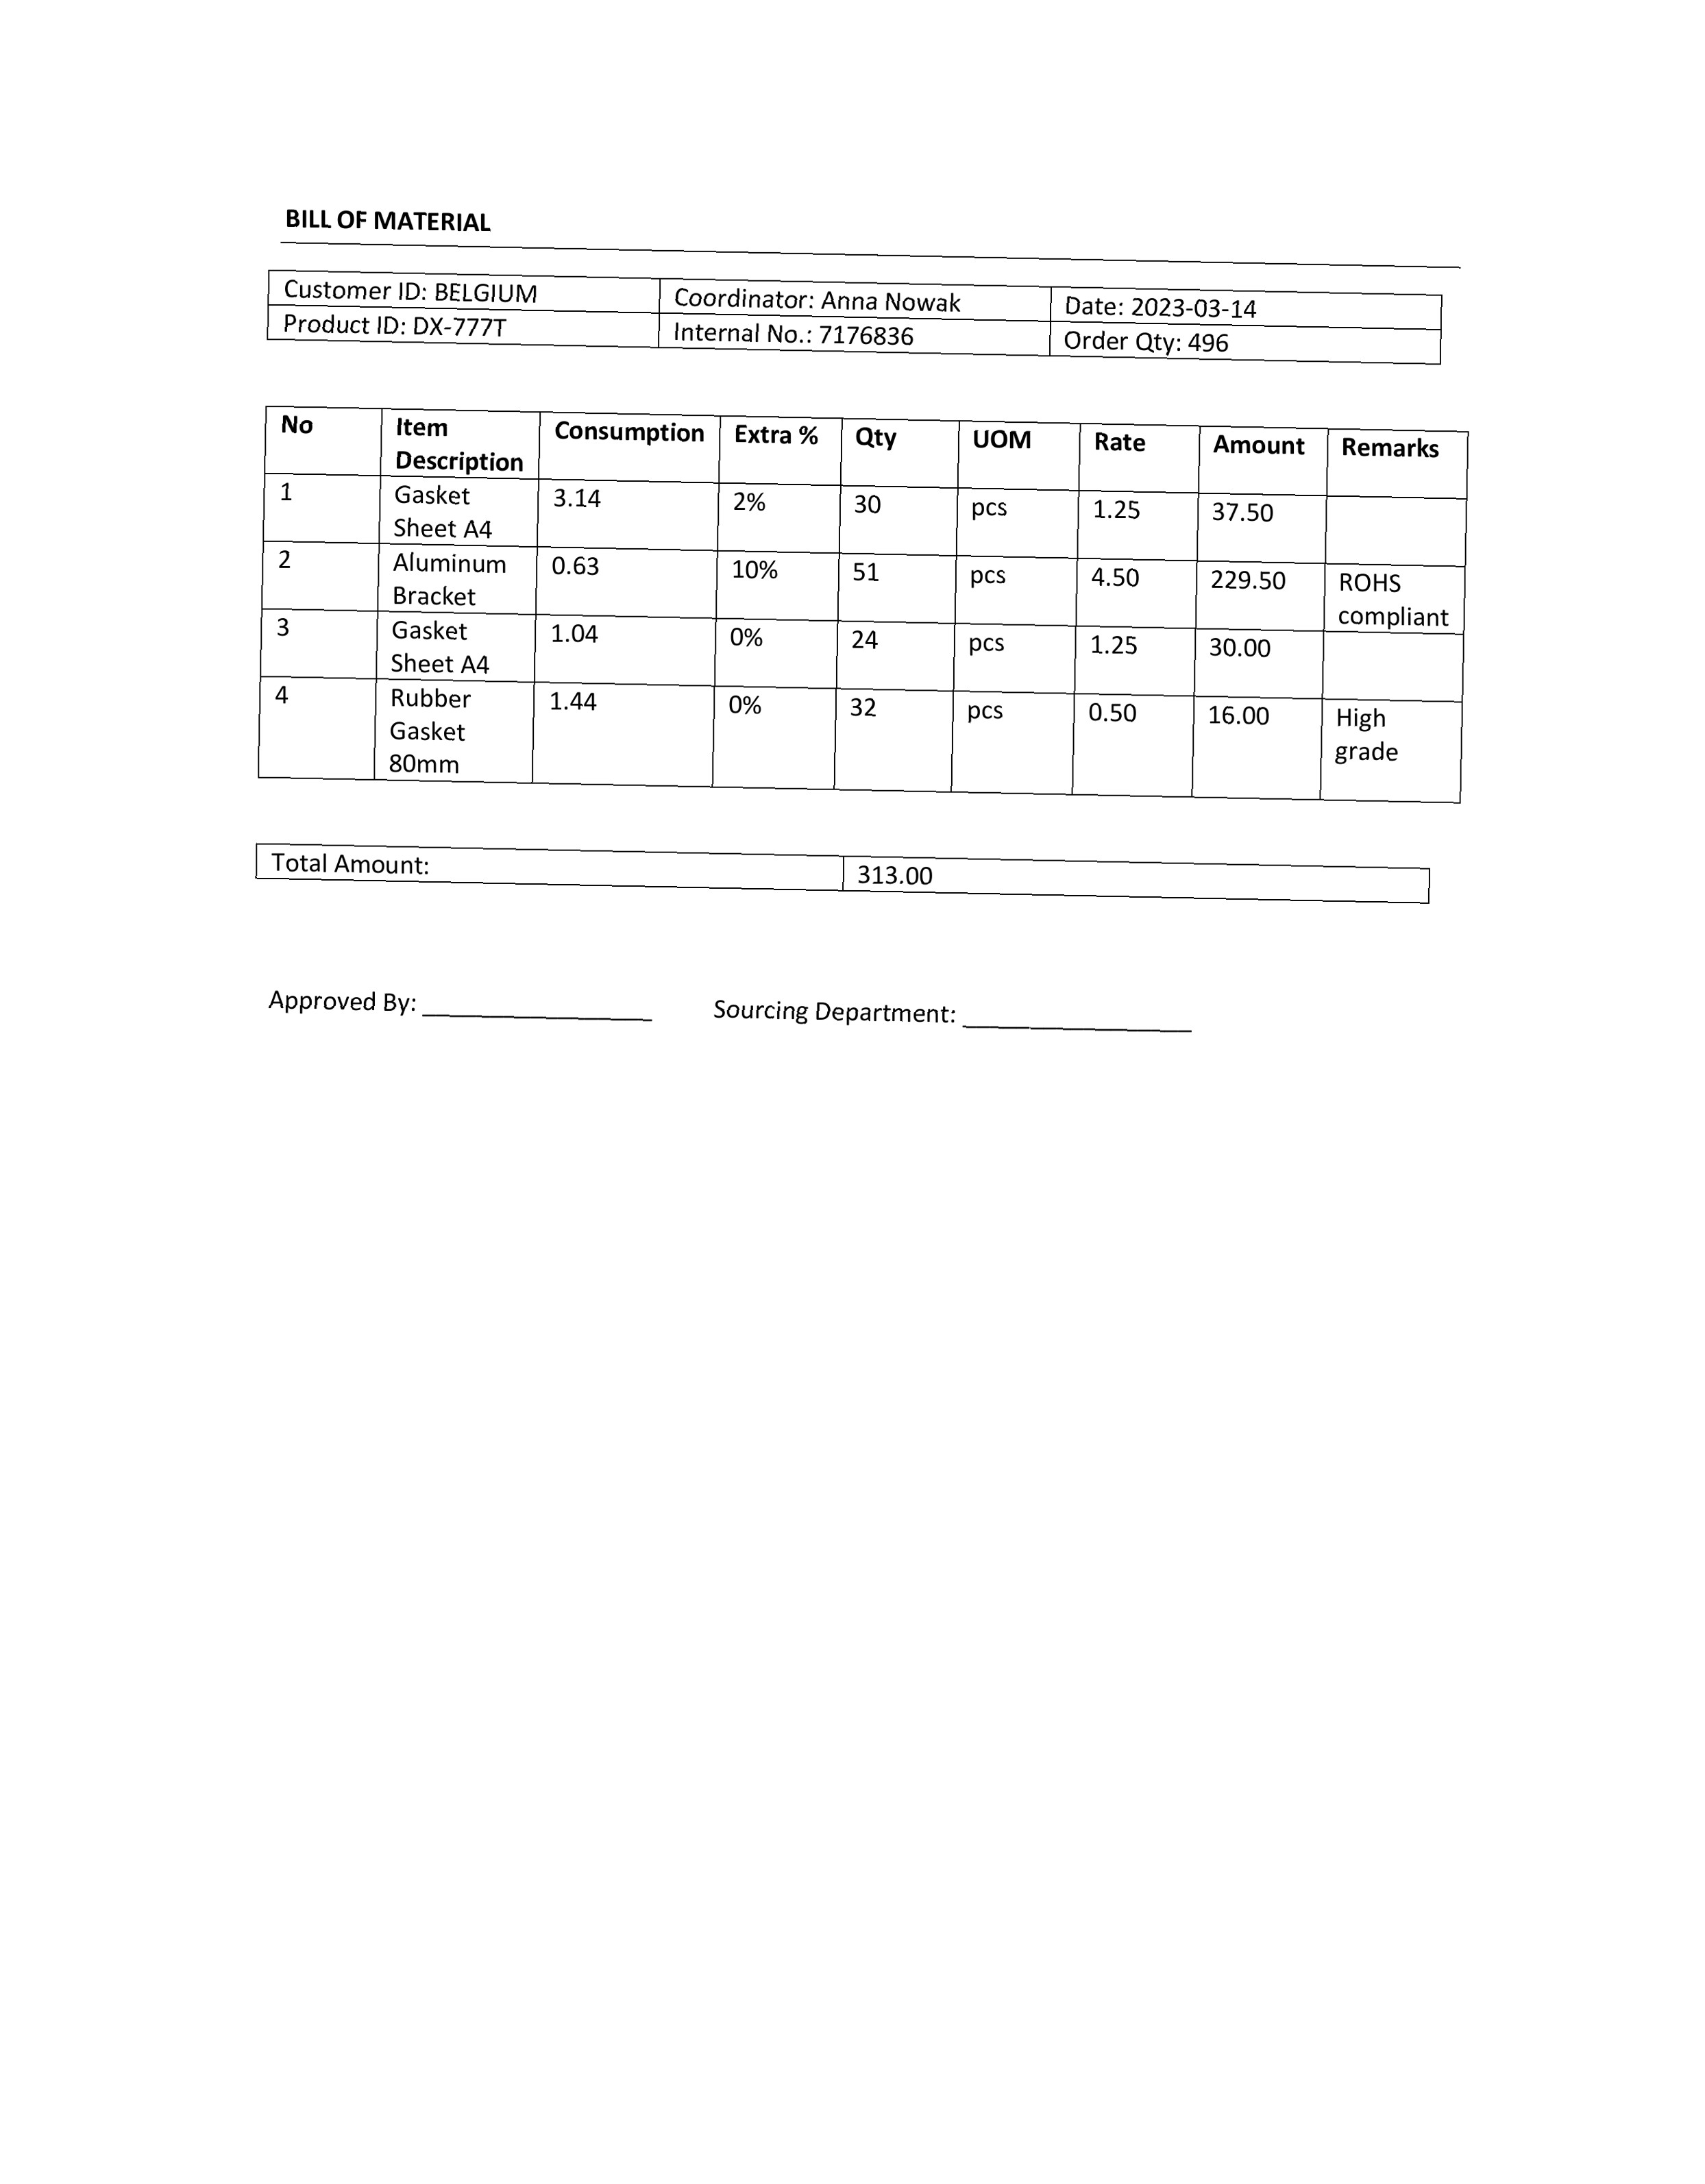 BILL OF MATERIAL
Customer ID: BELGIUM Coordinator: Anna Nowak Date: 2023-03-14
Product ID: DX-777T Internal No.: 7176836 Order Qty: 496
No Item Description Consumption Extra % Qty UOM Rate Amount Remarks
1 Gasket Sheet A4 3.14 2% 30 pcs 1.25 37.50
2 Aluminum Bracket 0.63 10% 51 pcs 4.50 229.50 ROHS compliant
3 Gasket Sheet A4 1.04 0% 24 pcs 1.25 30.00
4 Rubber Gasket 80mm 1.44 0% 32 pcs 0.50 16.00 High grade
Total Amount: 313.00
Approved By: _________________ Sourcing Department: _________________